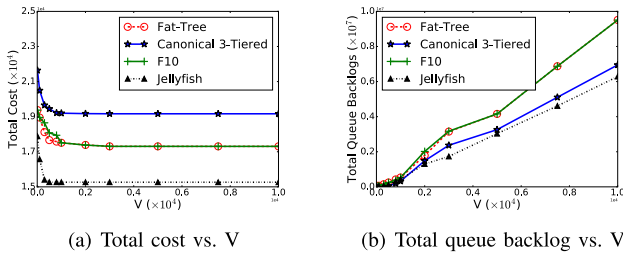 2.5
1e4
2.3
2.1
1.9
1.7
1.5
Total Cost (×10⁴)
Fat-Tree
Canonical 3-Tiered
F10
Jellyfish
0.0
0.2
0.4
0.6
0.8
1.0
1e4
V (×10⁴)
(a) Total cost vs. V
1.0
1e7
0.8
0.6
0.4
0.2
0.0
Total Queue Backlogs (×10⁷)
Fat-Tree
Canonical 3-Tiered
F10
Jellyfish
0.0
0.2
0.4
0.6
0.8
1.0
1e4
V (×10⁴)
(b) Total queue backlog vs. V